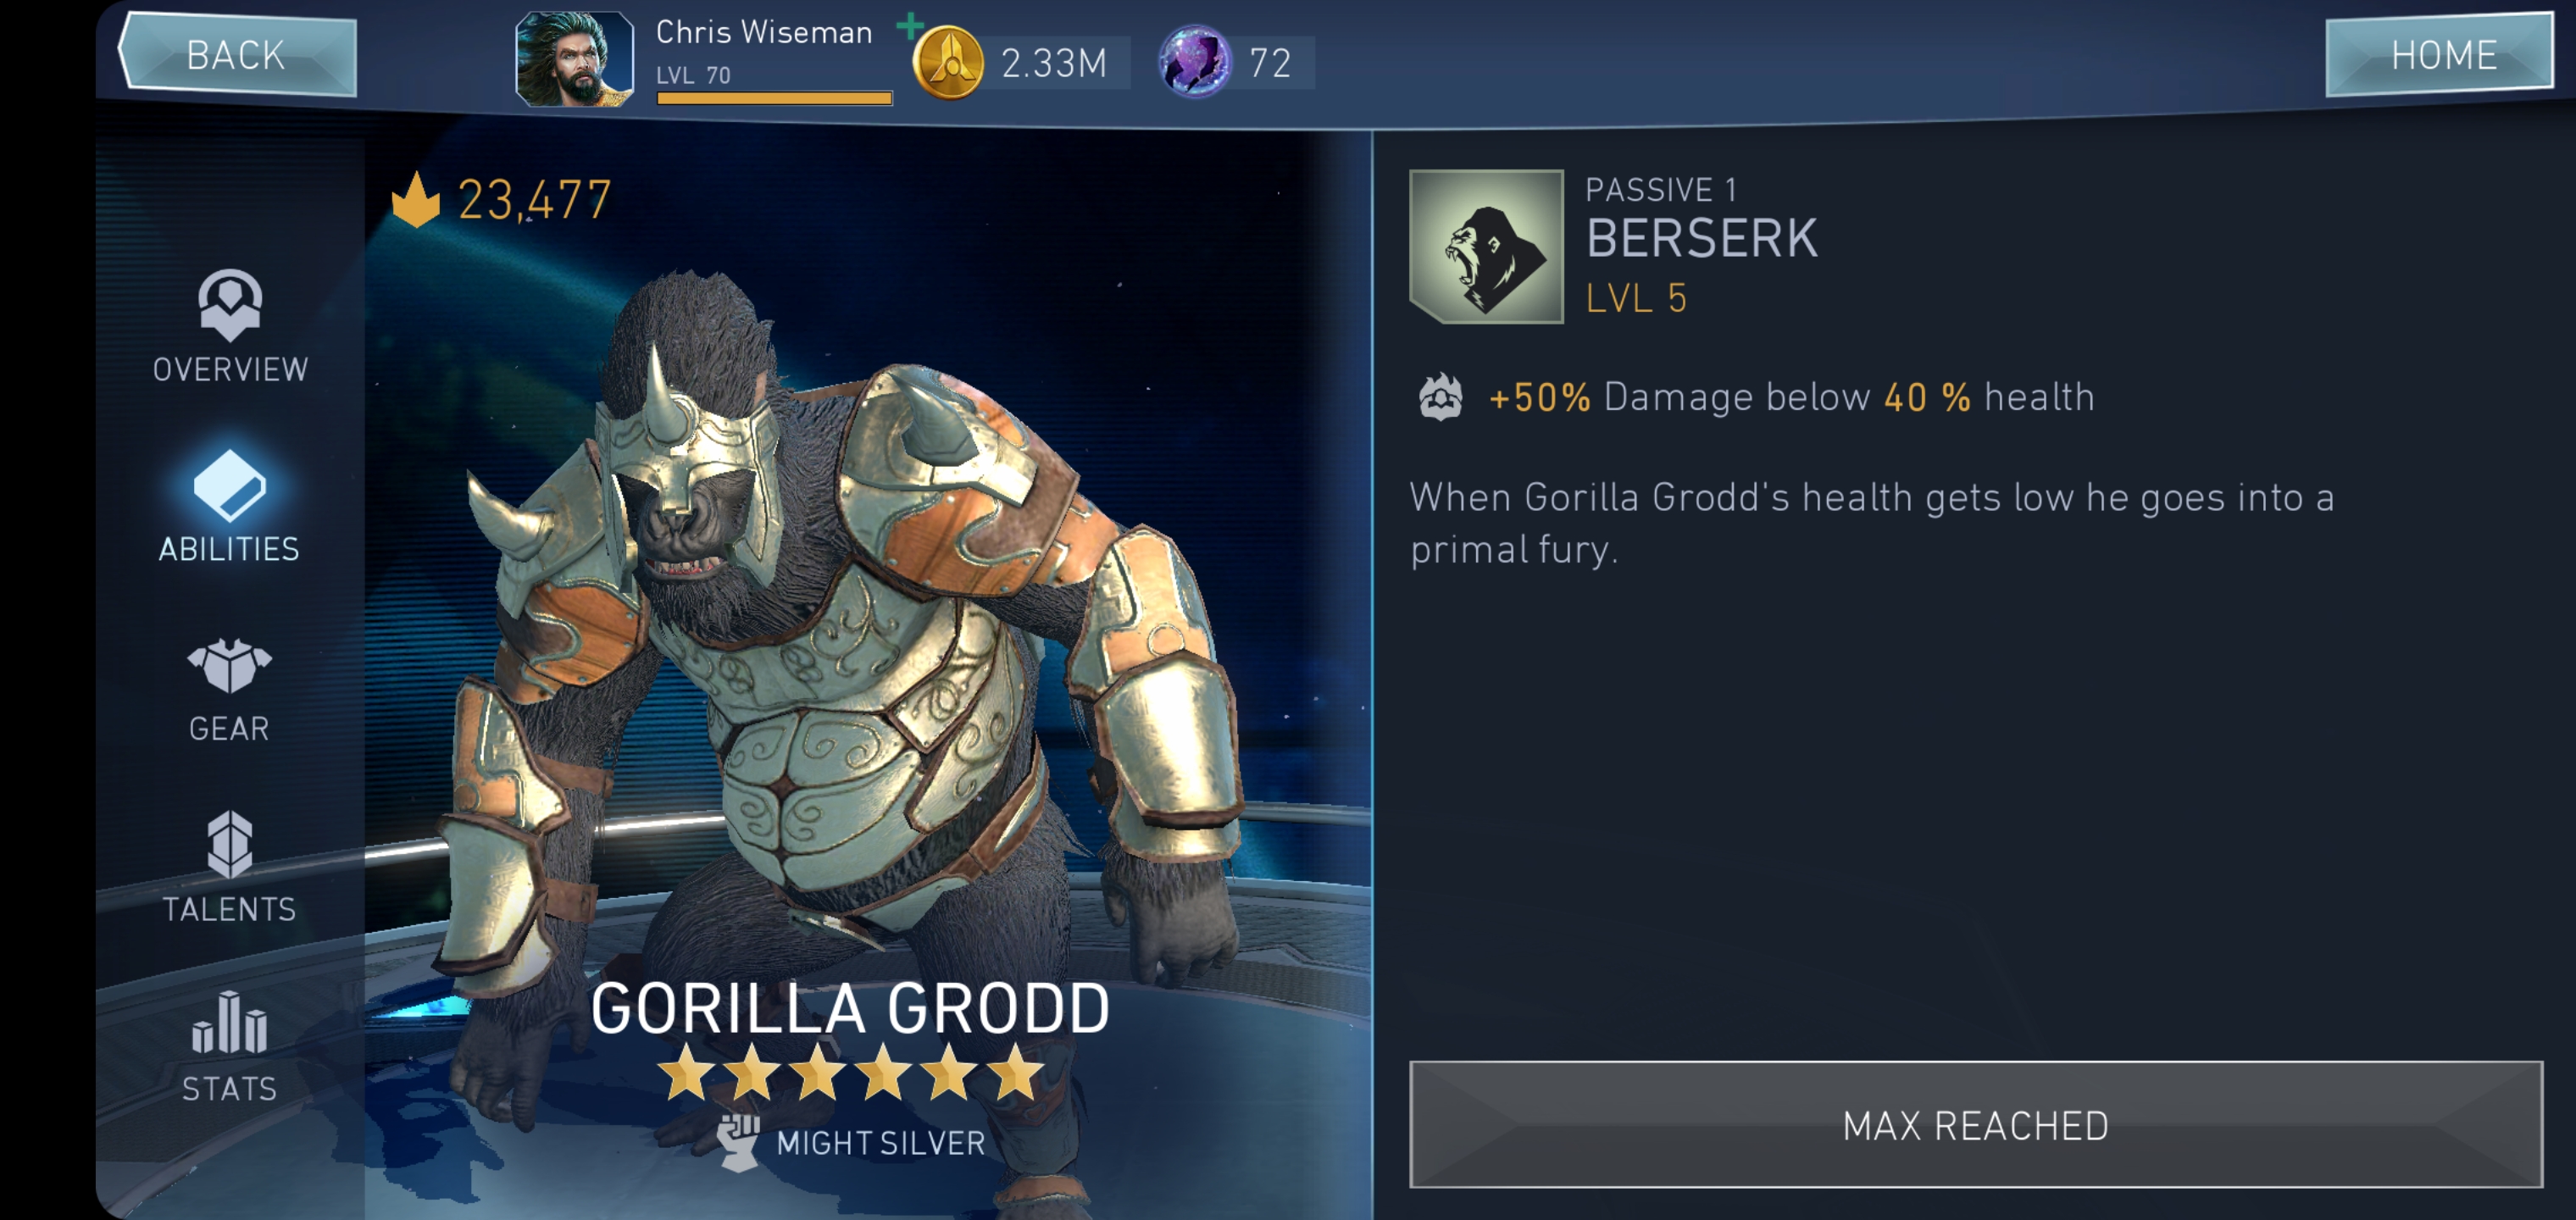 BACK
Chris Wiseman
LVL 70
2.33M
72
HOME
23,477
OVERVIEW
ABILITIES
GEAR
TALENTS
STATS
GORILLA GRODD
MIGHT SILVER
PASSIVE 1
BERSERK
LVL 5
+50% Damage below 40 % health
When Gorilla Grodd's health gets low he goes into a
primal fury.
MAX REACHED